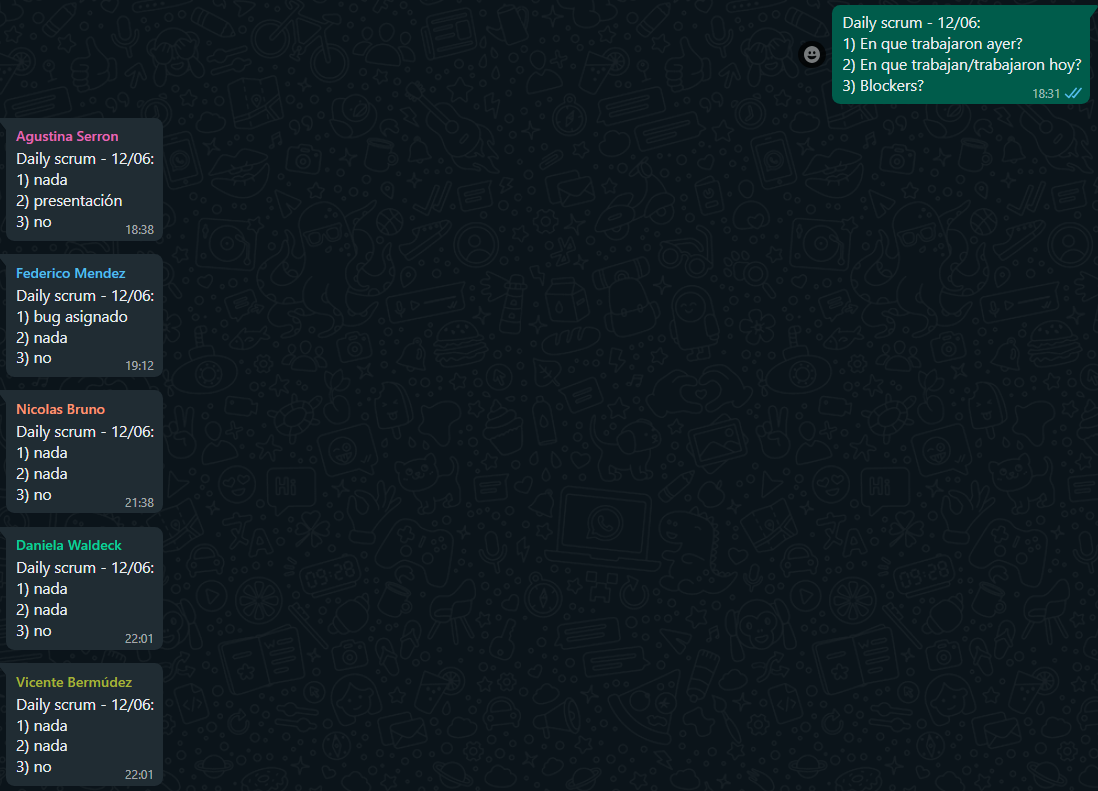 Daily scrum - 12/06:
1) En que trabajaron ayer?
2) En que trabajan/trabajaron hoy?
3) Blockers?
18:31
Agustina Serron
Daily scrum - 12/06:
1) nada
2) presentación
3) no
18:38
Federico Mendez
Daily scrum - 12/06:
1) bug asignado
2) nada
3) no
19:12
Nicolas Bruno
Daily scrum - 12/06:
1) nada
2) nada
3) no
21:38
Daniela Waldeck
Daily scrum - 12/06:
1) nada
2) nada
3) no
22:01
Vicente Bermúdez
Daily scrum - 12/06:
1) nada
2) nada
3) no
22:01